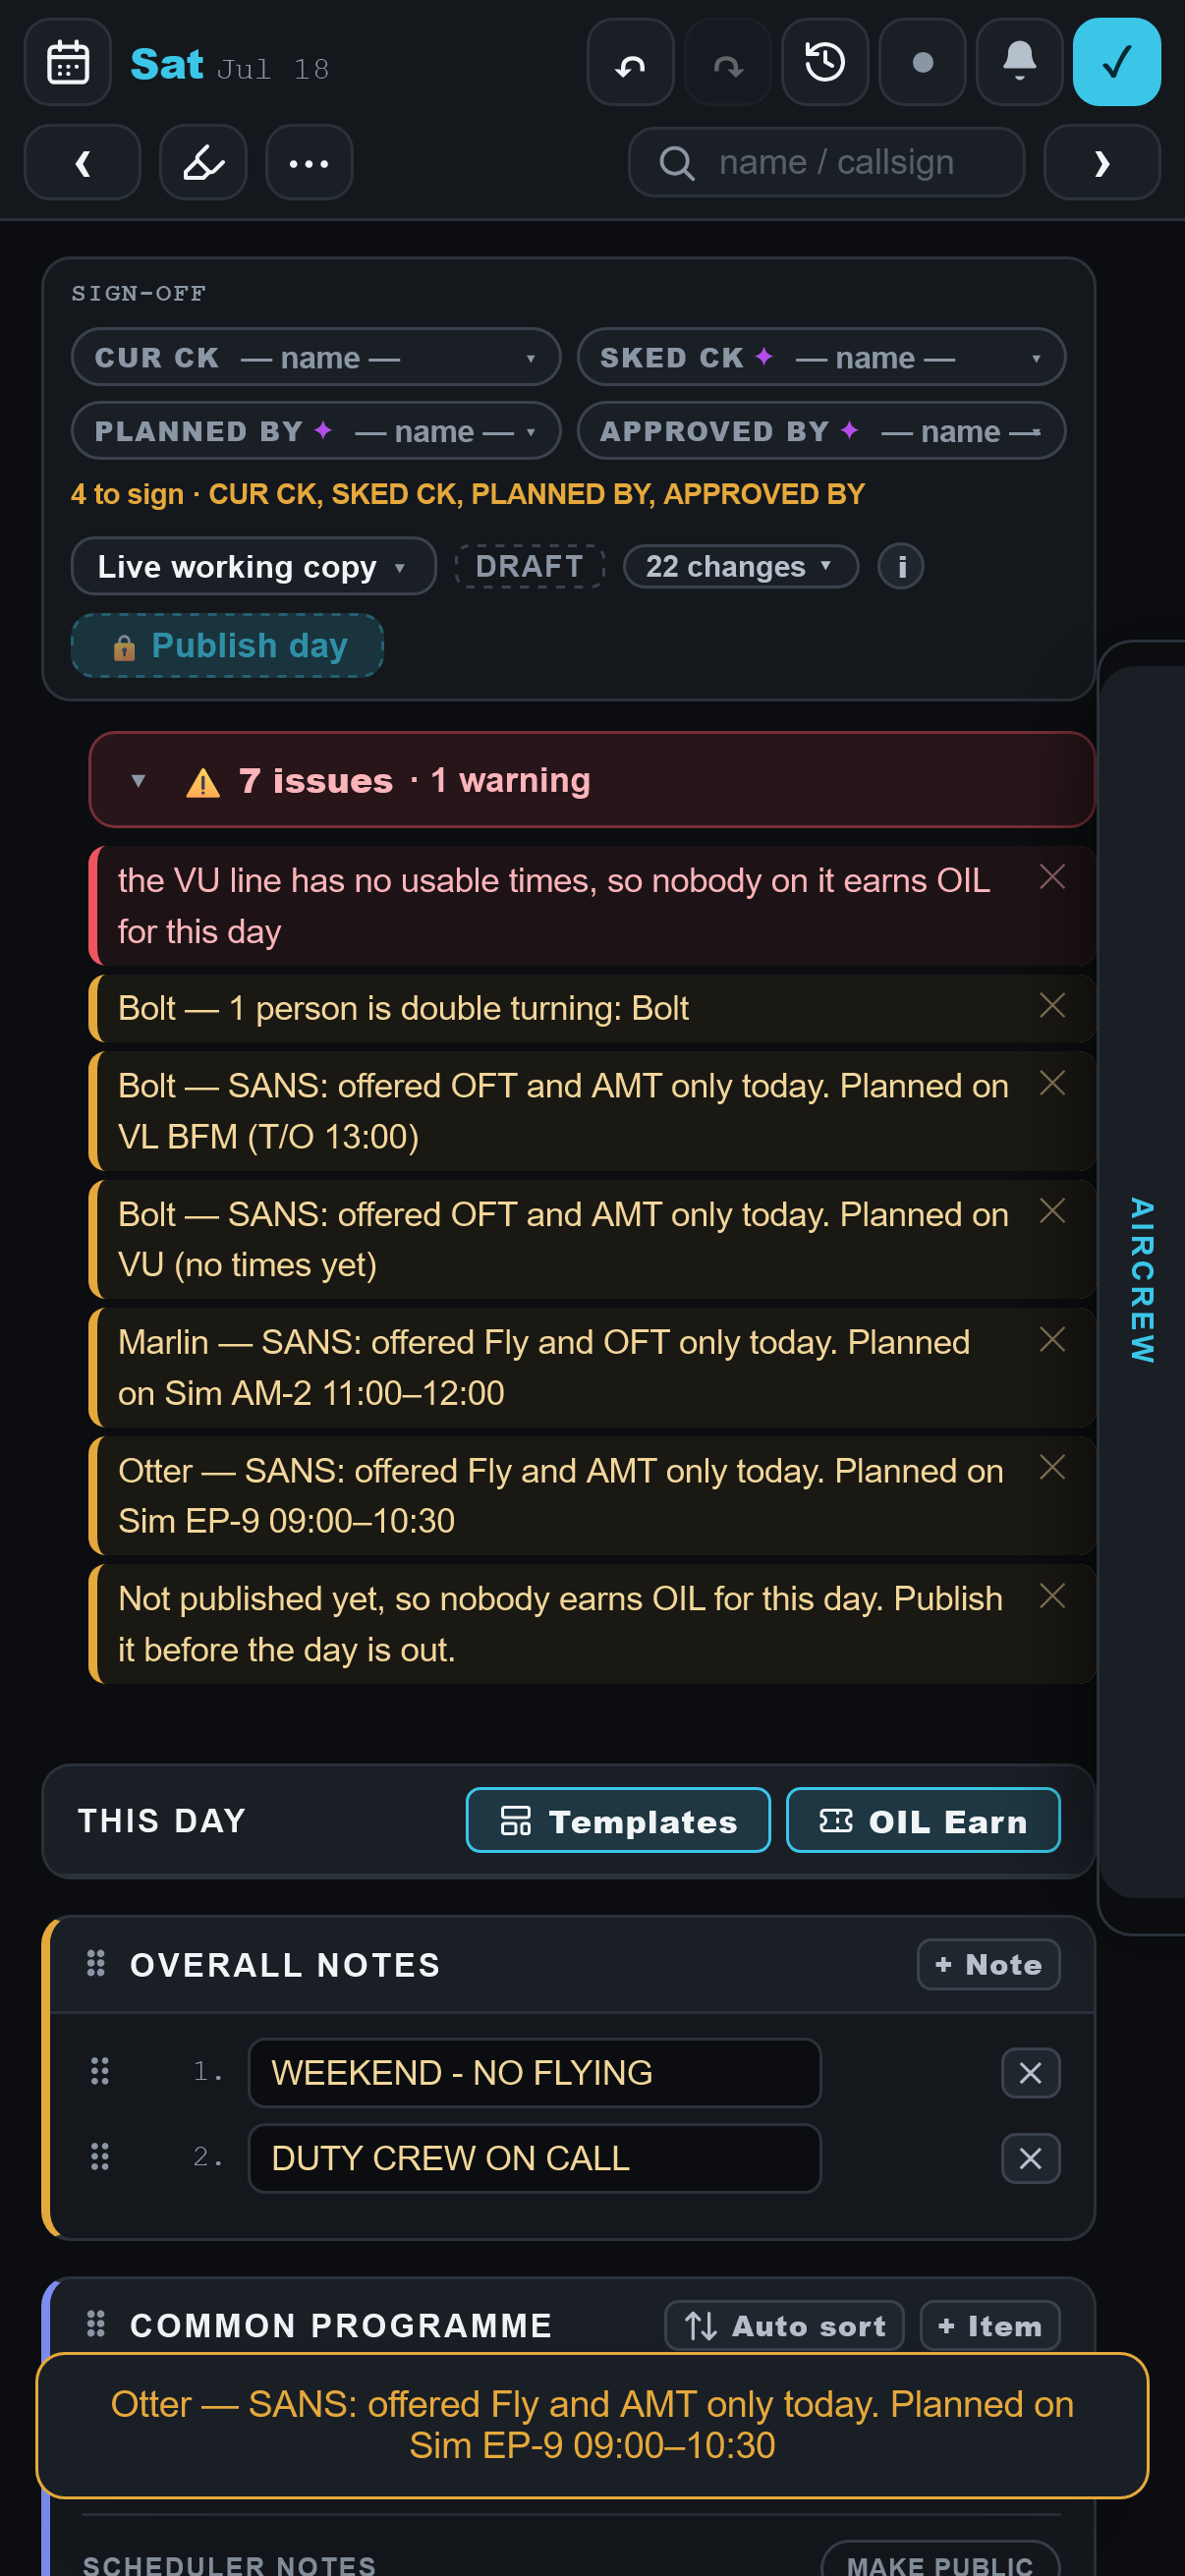 Sat Jul 18
name / callsign
SIGN-OFF
CUR CK — name —
SKED CK — name —
PLANNED BY — name —
APPROVED BY — name —
4 to sign · CUR CK, SKED CK, PLANNED BY, APPROVED BY
Live working copy DRAFT 22 changes i
Publish day
7 issues · 1 warning
the VU line has no usable times, so nobody on it earns OIL
for this day
Bolt — 1 person is double turning: Bolt
Bolt — SANS: offered OFT and AMT only today. Planned on
VL BFM (T/O 13:00)
Bolt — SANS: offered OFT and AMT only today. Planned on
VU (no times yet)
Marlin — SANS: offered Fly and OFT only today. Planned
on Sim AM-2 11:00–12:00
Otter — SANS: offered Fly and AMT only today. Planned on
Sim EP-9 09:00–10:30
Not published yet, so nobody earns OIL for this day. Publish
it before the day is out.
AIRCREW
THIS DAY Templates OIL Earn
OVERALL NOTES + Note
1. WEEKEND - NO FLYING
2. DUTY CREW ON CALL
COMMON PROGRAMME Auto sort + Item
Otter — SANS: offered Fly and AMT only today. Planned on
Sim EP-9 09:00–10:30
SCHEDULER NOTES MAKE PUBLIC